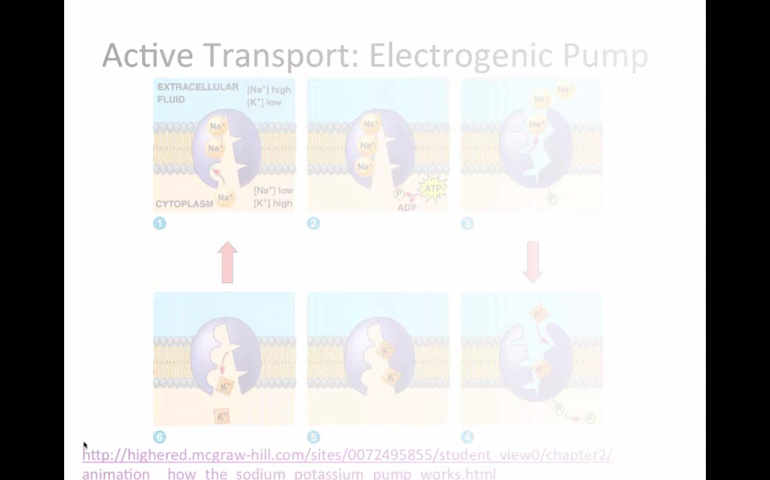 Active Transport: Electrogenic Pump
EXTRACELLULAR
FLUID
[Na⁺] high
[K⁺] low
Na⁺
Na⁺
Na⁺
[Na⁺] low
[K⁺] high
CYTOPLASM
1
Na⁺
Na⁺
Na⁺
P
ATP
ADP
2
Na⁺
Na⁺
Na⁺
P
3
K⁺
K⁺
6
K⁺
K⁺
5
K⁺
K⁺
P
P
4
http://highered.mcgraw-hill.com/sites/0072495855/student_view0/chapter2/
animation__how_the_sodium_potassium_pump_works.html